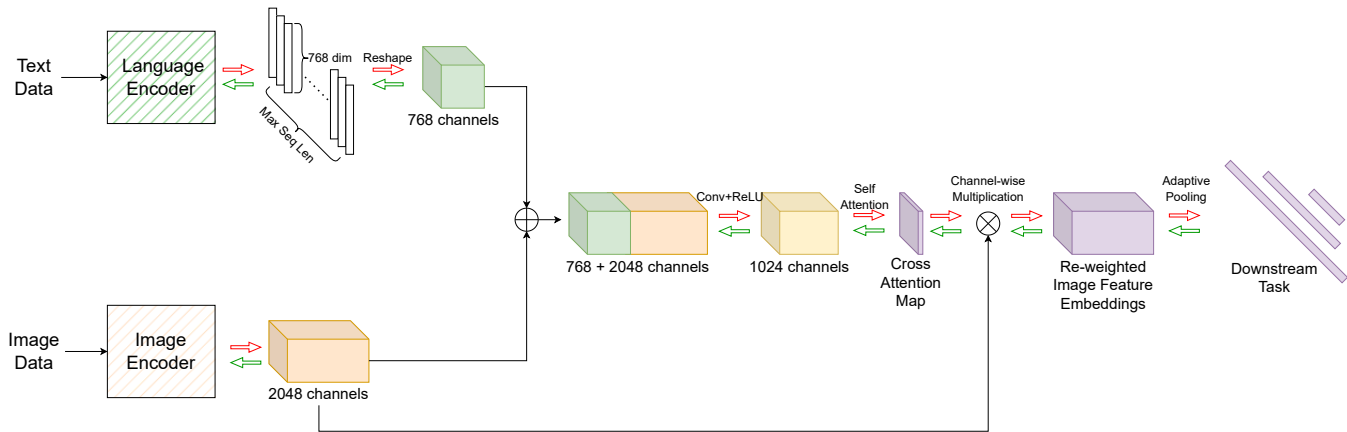 Text
Data
Language
Encoder
768 dim
Max Seq Len
Reshape
768 channels
Image
Data
Image
Encoder
2048 channels
768 + 2048 channels
Conv+ReLU
1024 channels
Self
Attention
Cross
Attention
Map
Channel-wise
Multiplication
Re-weighted
Image Feature
Embeddings
Adaptive
Pooling
Downstream
Task